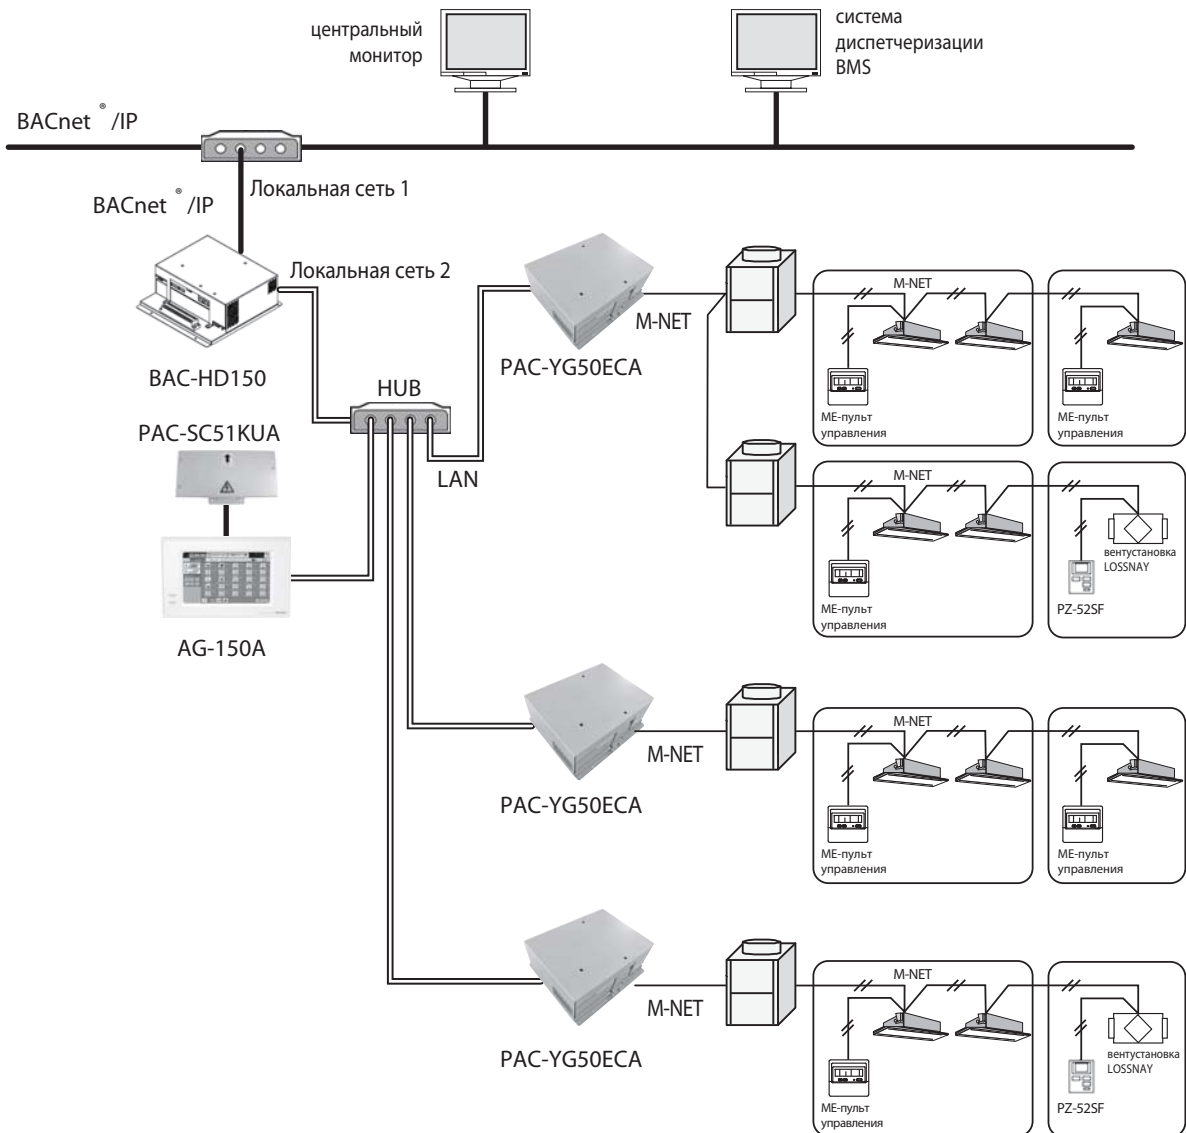 центральный
монитор
система
диспетчеризации
BMS
BACnet ® /IP
Локальная сеть 1
BACnet ® /IP
Локальная сеть 2
BAC-HD150
HUB
PAC-SC51KUA
LAN
AG-150A
M-NET
PAC-YG50ECA
M-NET
ME-пульт
управления
ME-пульт
управления
M-NET
ME-пульт
управления
вентустановка
LOSSNAY
PZ-52SF
M-NET
PAC-YG50ECA
M-NET
ME-пульт
управления
ME-пульт
управления
M-NET
PAC-YG50ECA
M-NET
ME-пульт
управления
вентустановка
LOSSNAY
PZ-52SF